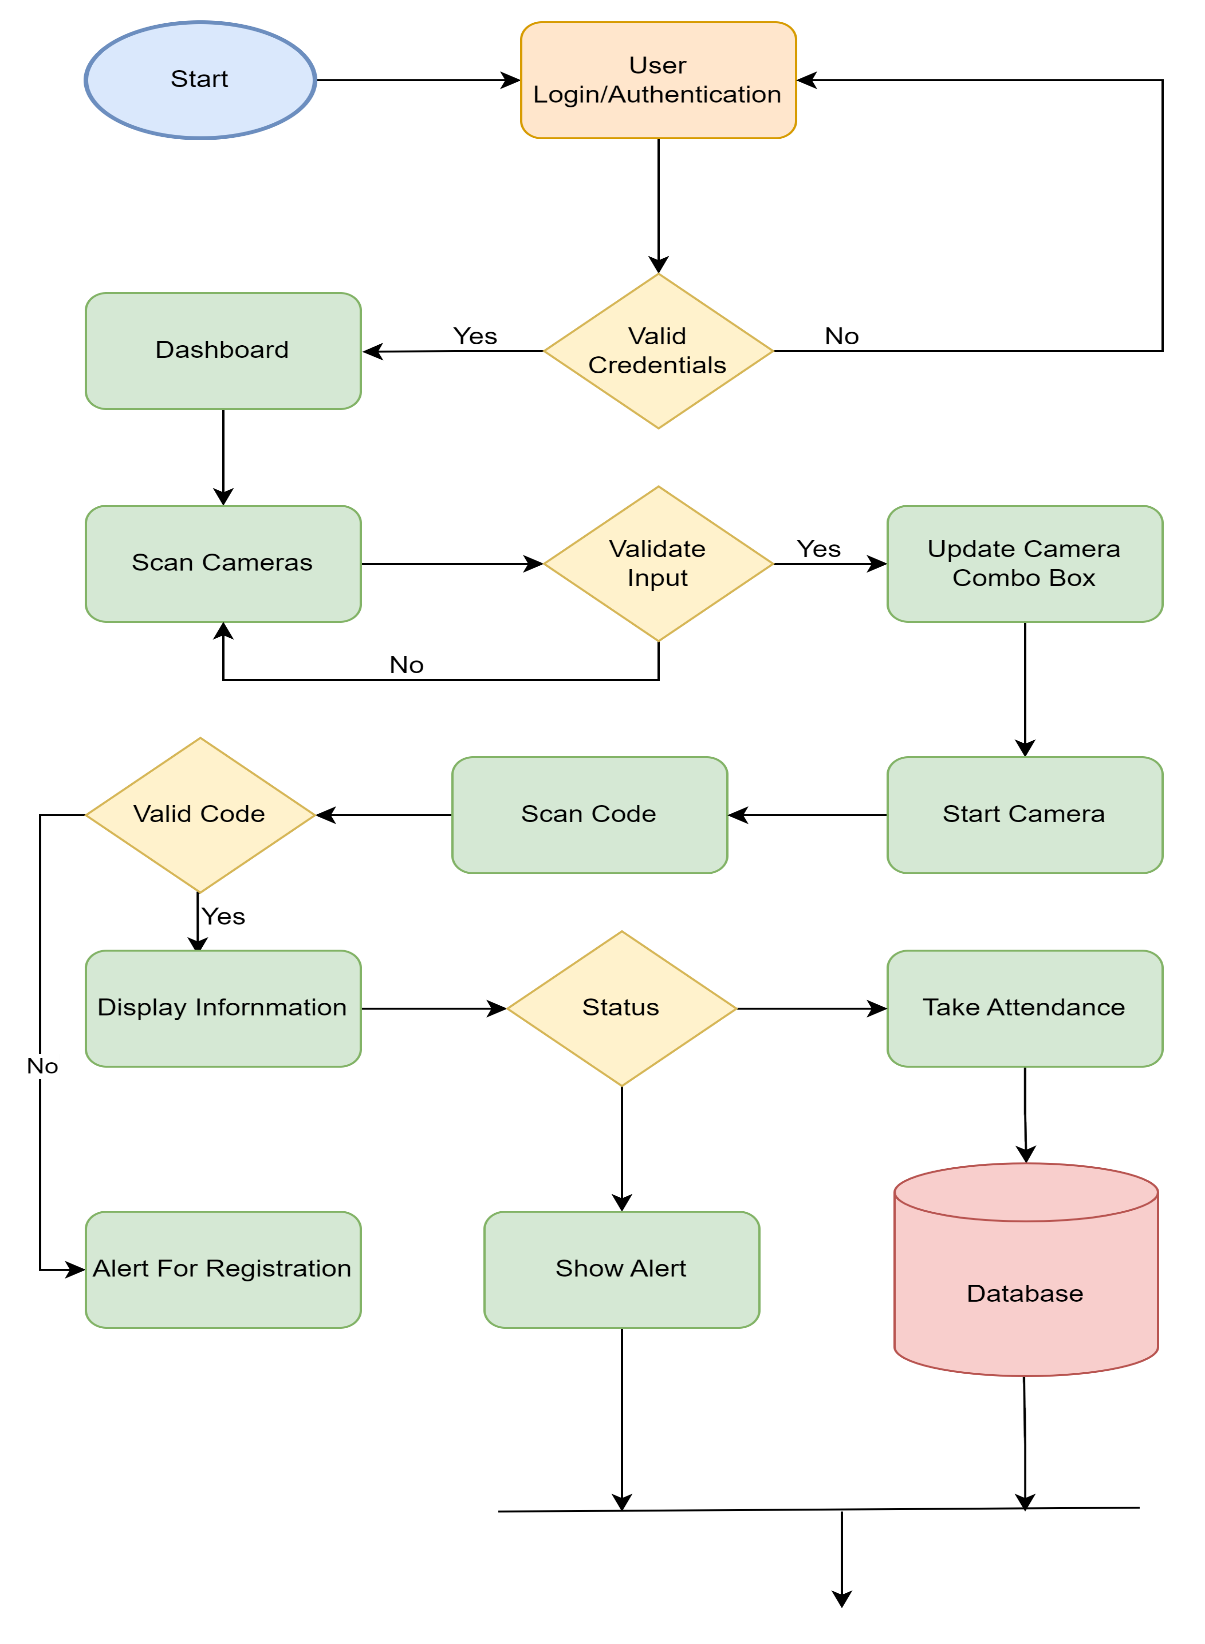 Start
User
Login/Authentication
Dashboard
Yes
Valid
Credentials
No
Scan Cameras
Validate
Input
Yes
Update Camera
Combo Box
No
Valid Code
Scan Code
Start Camera
Yes
Display Infornmation
Status
Take Attendance
No
Alert For Registration
Show Alert
Database